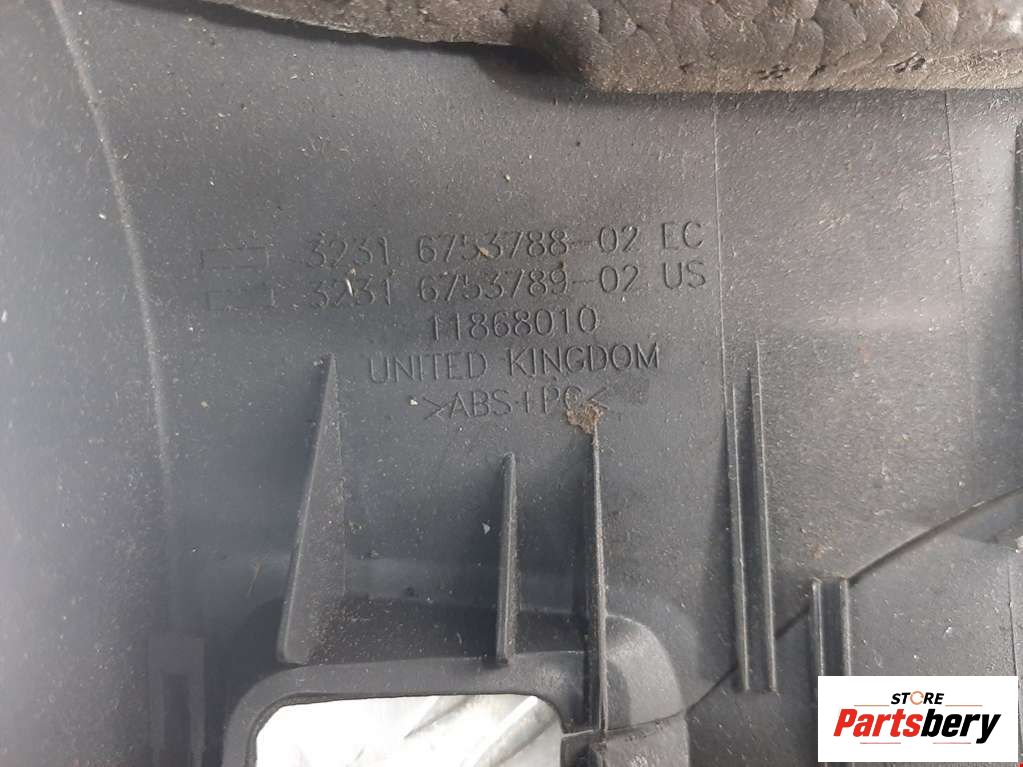 3231 6753788-02 EC
3231 6753789-02 US
11868010
UNITED KINGDOM
>ABS+PC<
STORE
Partsbery